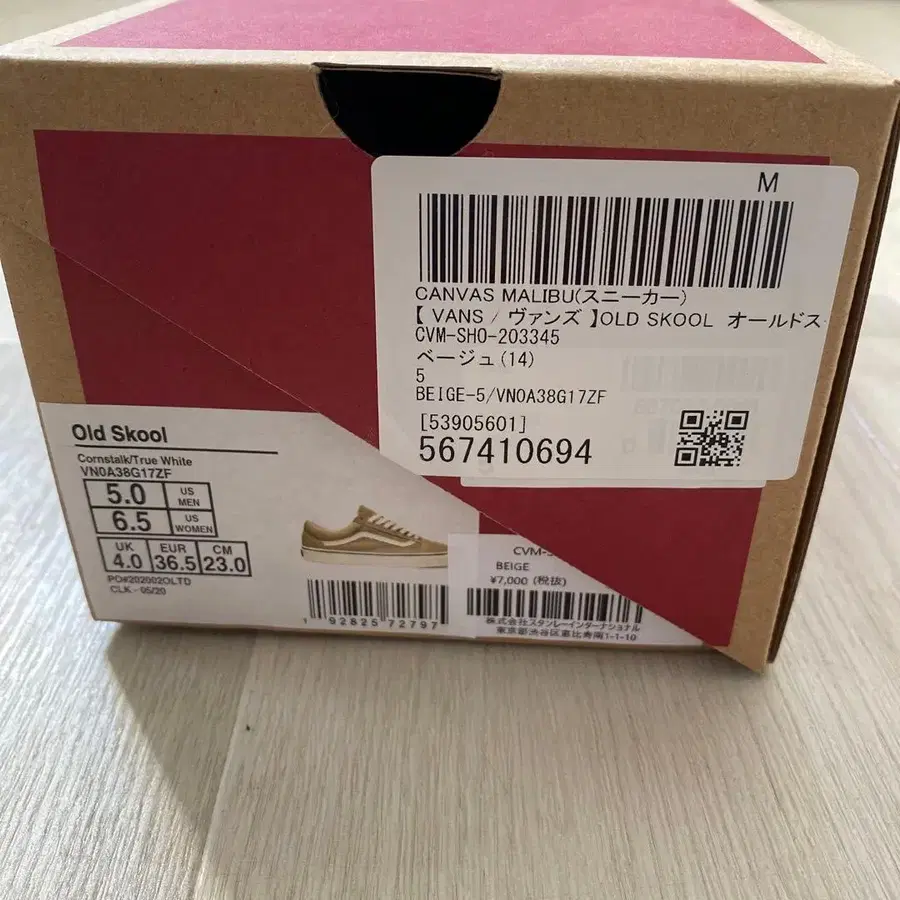 M
CANVAS MALIBU(スニーカー)
【 VANS / ヴァンズ 】OLD SKOOL オールドス
CVM-SHO-203345
ベージュ(14)
5
BEIGE-5/VN0A38G17ZF
[53905601]
567410694
Old Skool
Cornstalk/True White
VN0A38G17ZF
5.0 US MEN
6.5 US WOMEN
UK 4.0 EUR 36.5 CM 23.0
PO#202002OLTD
CLK - 05/20
1 92825 72797
BEIGE
¥7,000 (税抜)
株式会社スタンレーインターナショナル
東京都渋谷区恵比寿南1-1-10